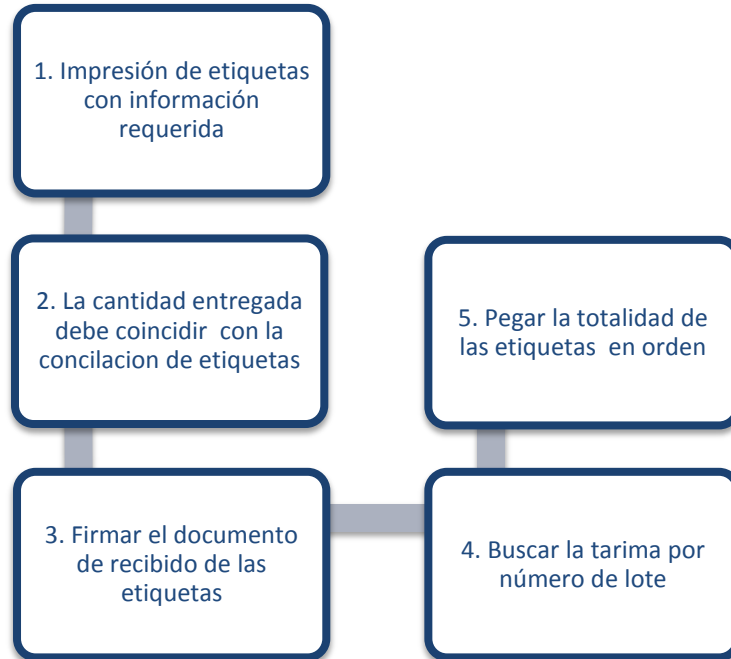 1. Impresión de etiquetas
con información
requerida
2. La cantidad entregada
debe coincidir  con la
concilacion de etiquetas
3. Firmar el documento
de recibido de las
etiquetas
4. Buscar la tarima por
número de lote
5. Pegar la totalidad de
las etiquetas  en orden